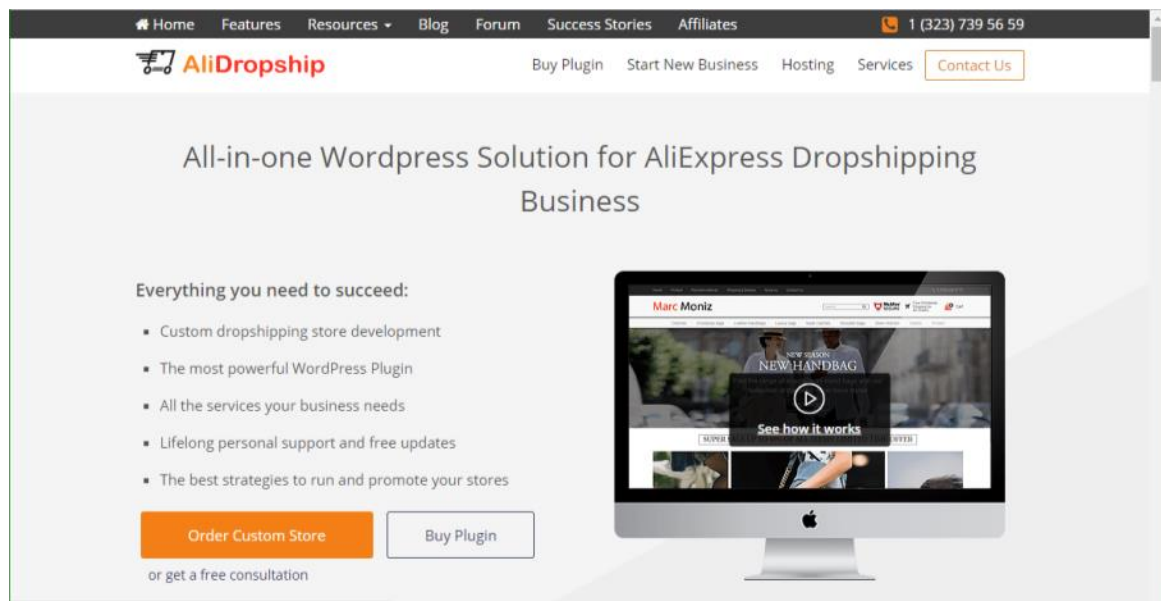 Home Features Resources Blog Forum Success Stories Affiliates 1 (323) 739 56 59
AliDropship Buy Plugin Start New Business Hosting Services Contact Us
All-in-one Wordpress Solution for AliExpress Dropshipping
Business
Everything you need to succeed:
Custom dropshipping store development
The most powerful WordPress Plugin
All the services your business needs
Lifelong personal support and free updates
The best strategies to run and promote your stores
Order Custom Store Buy Plugin
or get a free consultation
Marc Moniz
NEW SEASON
NEW HANDBAG
See how it works